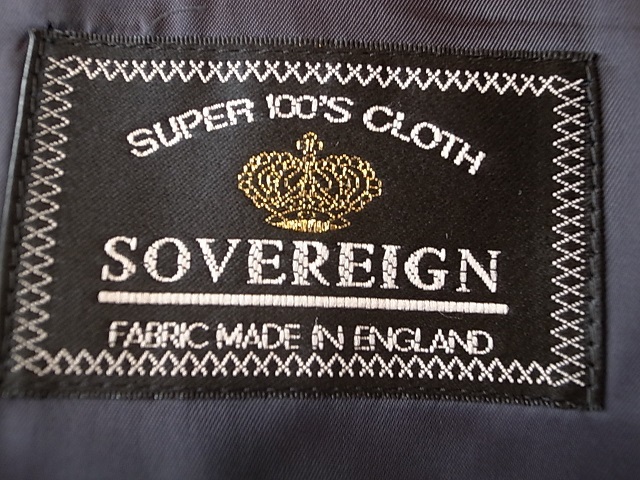 SUPER 100'S CLOTH
SOVEREIGN
FABRIC MADE IN ENGLAND